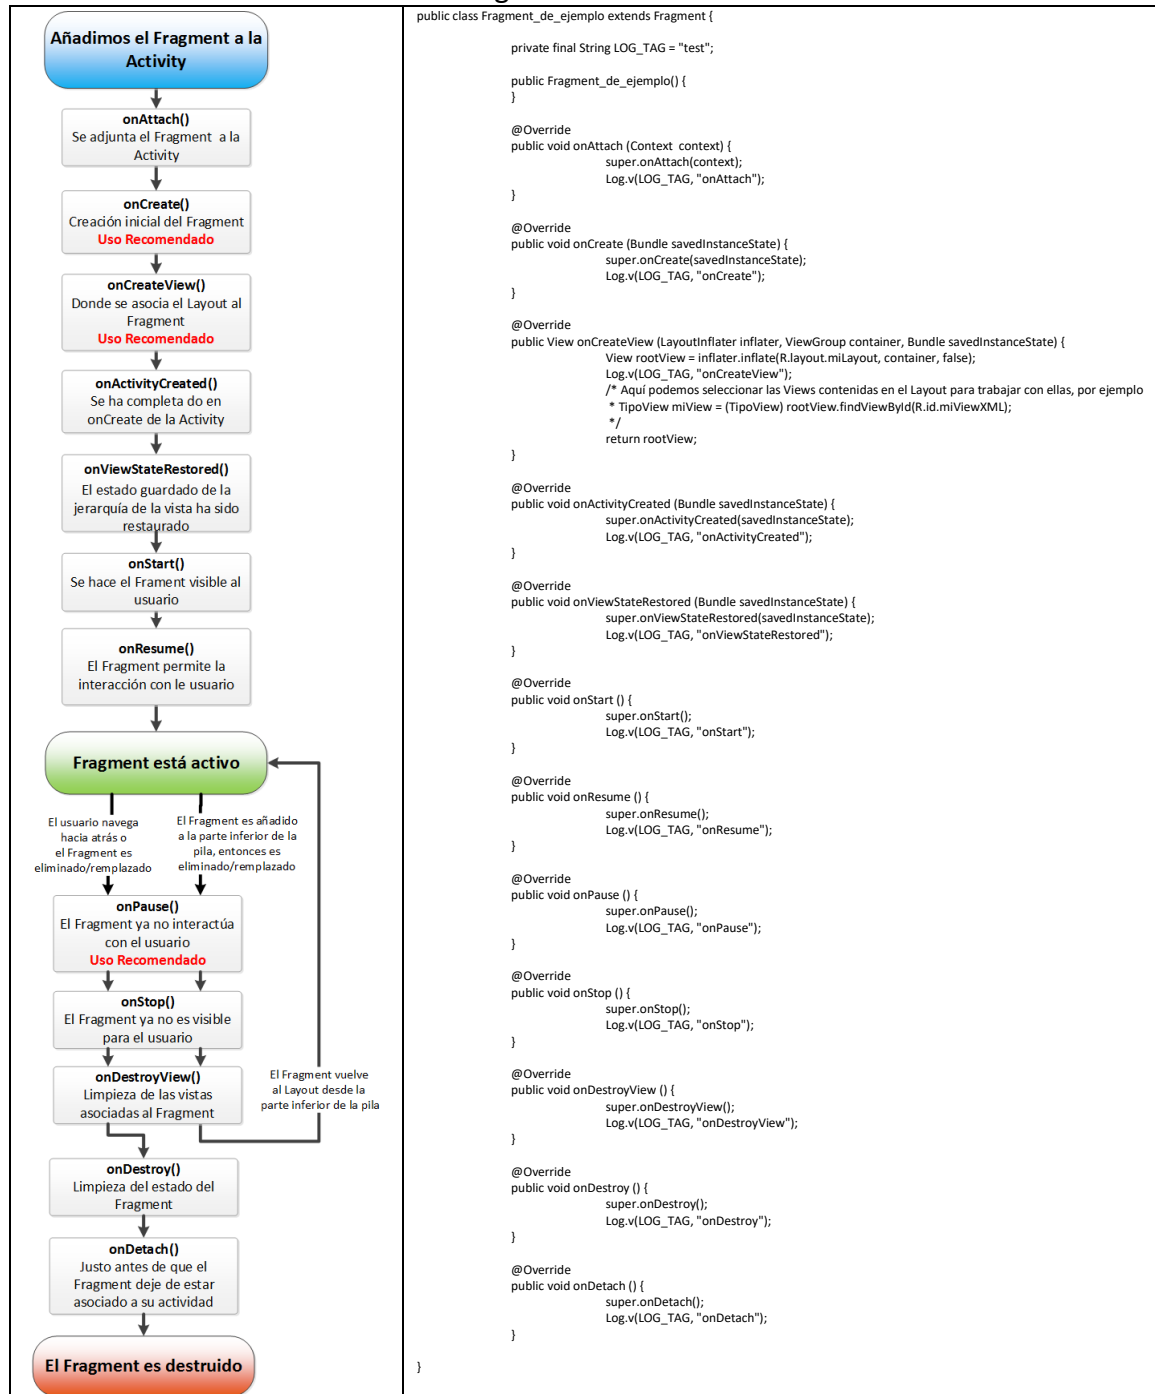 Añadimos el Fragment a la
Activity
onAttach()
Se adjunta el Fragment a la
Activity
onCreate()
Creación inicial del Fragment
Uso Recomendado
onCreateView()
Donde se asocia el Layout al
Fragment
Uso Recomendado
onActivityCreated()
Se ha completa do en
onCreate de la Activity
onViewStateRestored()
El estado guardado de la
jerarquía de la vista ha sido
restaurado
onStart()
Se hace el Frament visible al
usuario
onResume()
El Fragment permite la
interacción con le usuario
Fragment está activo
El usuario navega
hacia atrás o
el Fragment es
eliminado/remplazado
El Fragment es añadido
a la parte inferior de la
pila, entonces es
eliminado/remplazado
onPause()
El Fragment ya no interactúa
con el usuario
Uso Recomendado
onStop()
El Fragment ya no es visible
para el usuario
onDestroyView()
Limpieza de las vistas
asociadas al Fragment
El Fragment vuelve
al Layout desde la
parte inferior de la pila
onDestroy()
Limpieza del estado del
Fragment
onDetach()
Justo antes de que el
Fragment deje de estar
asociado a su actividad
El Fragment es destruido
public class Fragment_de_ejemplo extends Fragment {
private final String LOG_TAG = "test";
public Fragment_de_ejemplo() {
}
@Override
public void onAttach (Context context) {
super.onAttach(context);
Log.v(LOG_TAG, "onAttach");
}
@Override
public void onCreate (Bundle savedInstanceState) {
super.onCreate(savedInstanceState);
Log.v(LOG_TAG, "onCreate");
}
@Override
public View onCreateView (LayoutInflater inflater, ViewGroup container, Bundle savedInstanceState) {
View rootView = inflater.inflate(R.layout.miLayout, container, false);
Log.v(LOG_TAG, "onCreateView");
/* Aquí podemos seleccionar las Views contenidas en el Layout para trabajar con ellas, por ejemplo
* TipoView miView = (TipoView) rootView.findViewById(R.id.miViewXML);
*/
return rootView;
}
@Override
public void onActivityCreated (Bundle savedInstanceState) {
super.onActivityCreated(savedInstanceState);
Log.v(LOG_TAG, "onActivityCreated");
}
@Override
public void onViewStateRestored (Bundle savedInstanceState) {
super.onViewStateRestored(savedInstanceState);
Log.v(LOG_TAG, "onViewStateRestored");
}
@Override
public void onStart () {
super.onStart();
Log.v(LOG_TAG, "onStart");
}
@Override
public void onResume () {
super.onResume();
Log.v(LOG_TAG, "onResume");
}
@Override
public void onPause () {
super.onPause();
Log.v(LOG_TAG, "onPause");
}
@Override
public void onStop () {
super.onStop();
Log.v(LOG_TAG, "onStop");
}
@Override
public void onDestroyView () {
super.onDestroyView();
Log.v(LOG_TAG, "onDestroyView");
}
@Override
public void onDestroy () {
super.onDestroy();
Log.v(LOG_TAG, "onDestroy");
}
@Override
public void onDetach () {
super.onDetach();
Log.v(LOG_TAG, "onDetach");
}
}